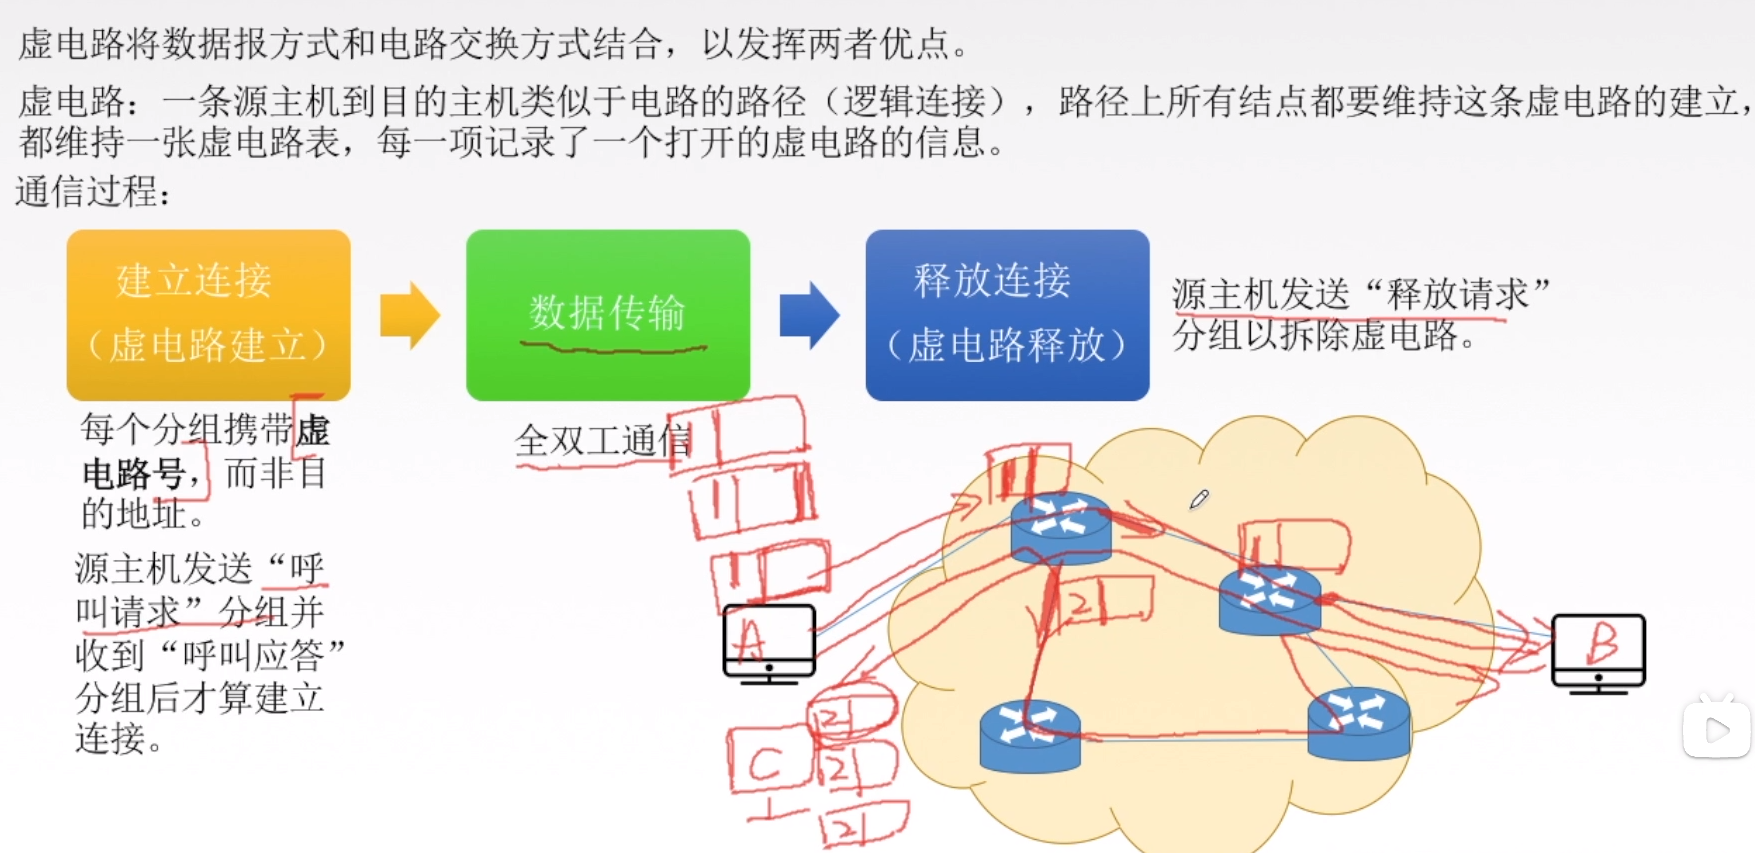 虚电路将数据报方式和电路交换方式结合，以发挥两者优点。
虚电路：一条源主机到目的主机类似于电路的路径（逻辑连接），路径上所有结点都要维持这条虚电路的建立，
都维持一张虚电路表，每一项记录了一个打开的虚电路的信息。
通信过程：
建立连接
（虚电路建立）
数据传输
释放连接
（虚电路释放）
源主机发送“释放请求”
分组以拆除虚电路。
每个分组携带虚
电路号，而非目
的地址。
源主机发送“呼
叫请求”分组并
收到“呼叫应答”
分组后才算建立
连接。
全双工通信
1
1
1
1
1
2
A
B
C
2
2
2